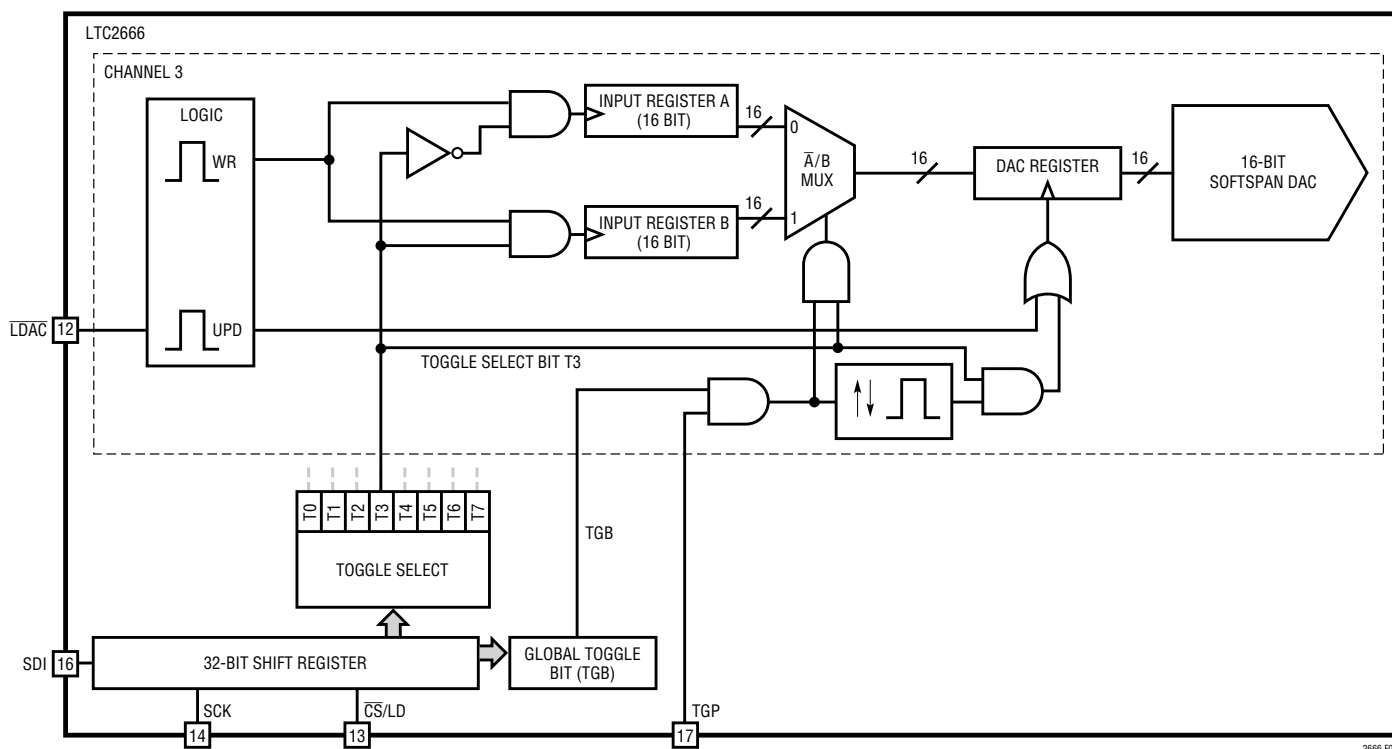 LTC2666
CHANNEL 3
LOGIC
WR
UPD
INPUT REGISTER A
(16 BIT)
16
0
A̅/B
MUX
INPUT REGISTER B
(16 BIT)
16
1
16
DAC REGISTER
16
16-BIT
SOFTSPAN DAC
L̅D̅A̅C̅
12
TOGGLE SELECT BIT T3
T0
T1
T2
T3
T4
T5
T6
T7
TOGGLE SELECT
TGB
SDI
16
32-BIT SHIFT REGISTER
GLOBAL TOGGLE
BIT (TGB)
SCK
C̅S̅/LD
TGP
14
13
17